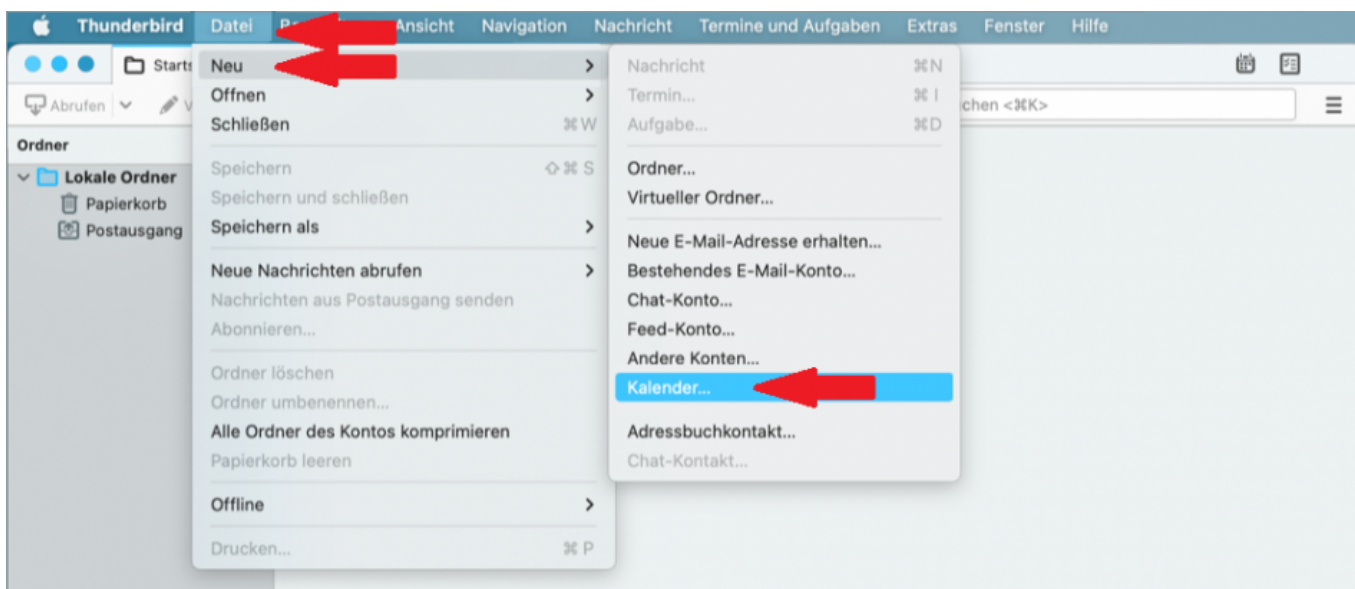 Thunderbird Datei Ansicht Navigation Nachricht Termine und Aufgaben Extras Fenster Hilfe
Neu
Nachricht ⌘N
Abrufen
Öffnen
Termin... ⌘ I
chen <⌘K>
Schließen ⌘ W
Aufgabe... ⌘D
Ordner
Lokale Ordner
Papierkorb
Postausgang
Speichern ⇧ ⌘ S
Speichern und schließen
Speichern als
Neue Nachrichten abrufen
Nachrichten aus Postausgang senden
Abonnieren...
Ordner löschen
Ordner umbenennen...
Alle Ordner des Kontos komprimieren
Papierkorb leeren
Offline
Drucken... ⌘ P
Ordner...
Virtueller Ordner...
Neue E-Mail-Adresse erhalten...
Bestehendes E-Mail-Konto...
Chat-Konto...
Feed-Konto...
Andere Konten...
Kalender...
Adressbuchkontakt...
Chat-Kontakt...